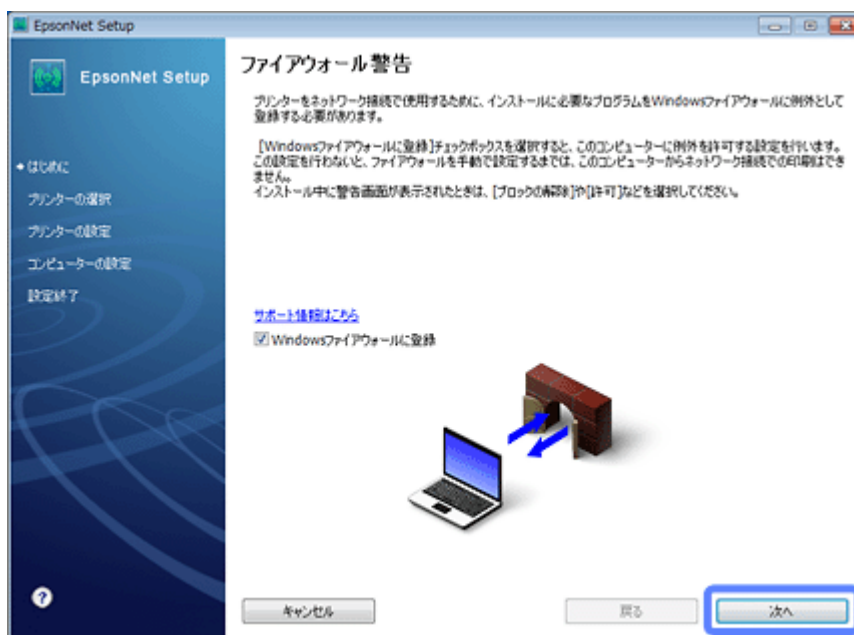 EpsonNet Setup
EpsonNet Setup
はじめに
プリンターの選択
プリンターの設定
コンピューターの設定
設定終了
ファイアウォール警告
プリンターをネットワーク接続で使用するために、インストールに必要なプログラムをWindowsファイアウォールに例外として
登録する必要があります。
[Windowsファイアウォールに登録]チェックボックスを選択すると、このコンピューターに例外を許可する設定を行います。
この設定を行わないと、ファイアウォールを手動で設定するまでは、このコンピューターからネットワーク接続での印刷はでき
ません。
インストール中に警告画面が表示されたときは、[ブロックの解除]や[許可]などを選択してください。
サポート情報はこちら
Windowsファイアウォールに登録
?
キャンセル
戻る
次へ